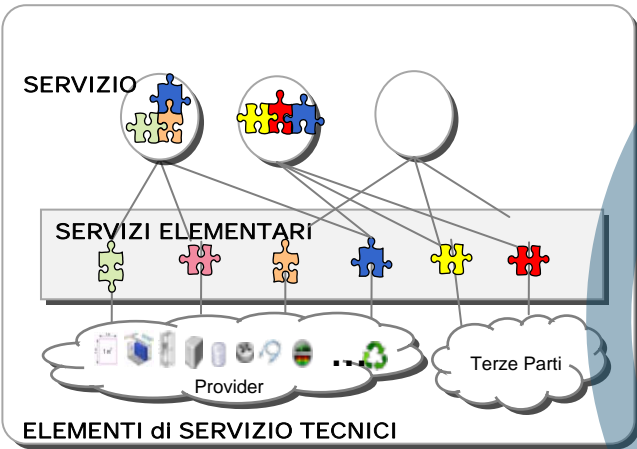 SERVIZIO
SERVIZI ELEMENTARi
...
Provider
Terze Parti
ELEMENTI di SERVIZIO TECNICI